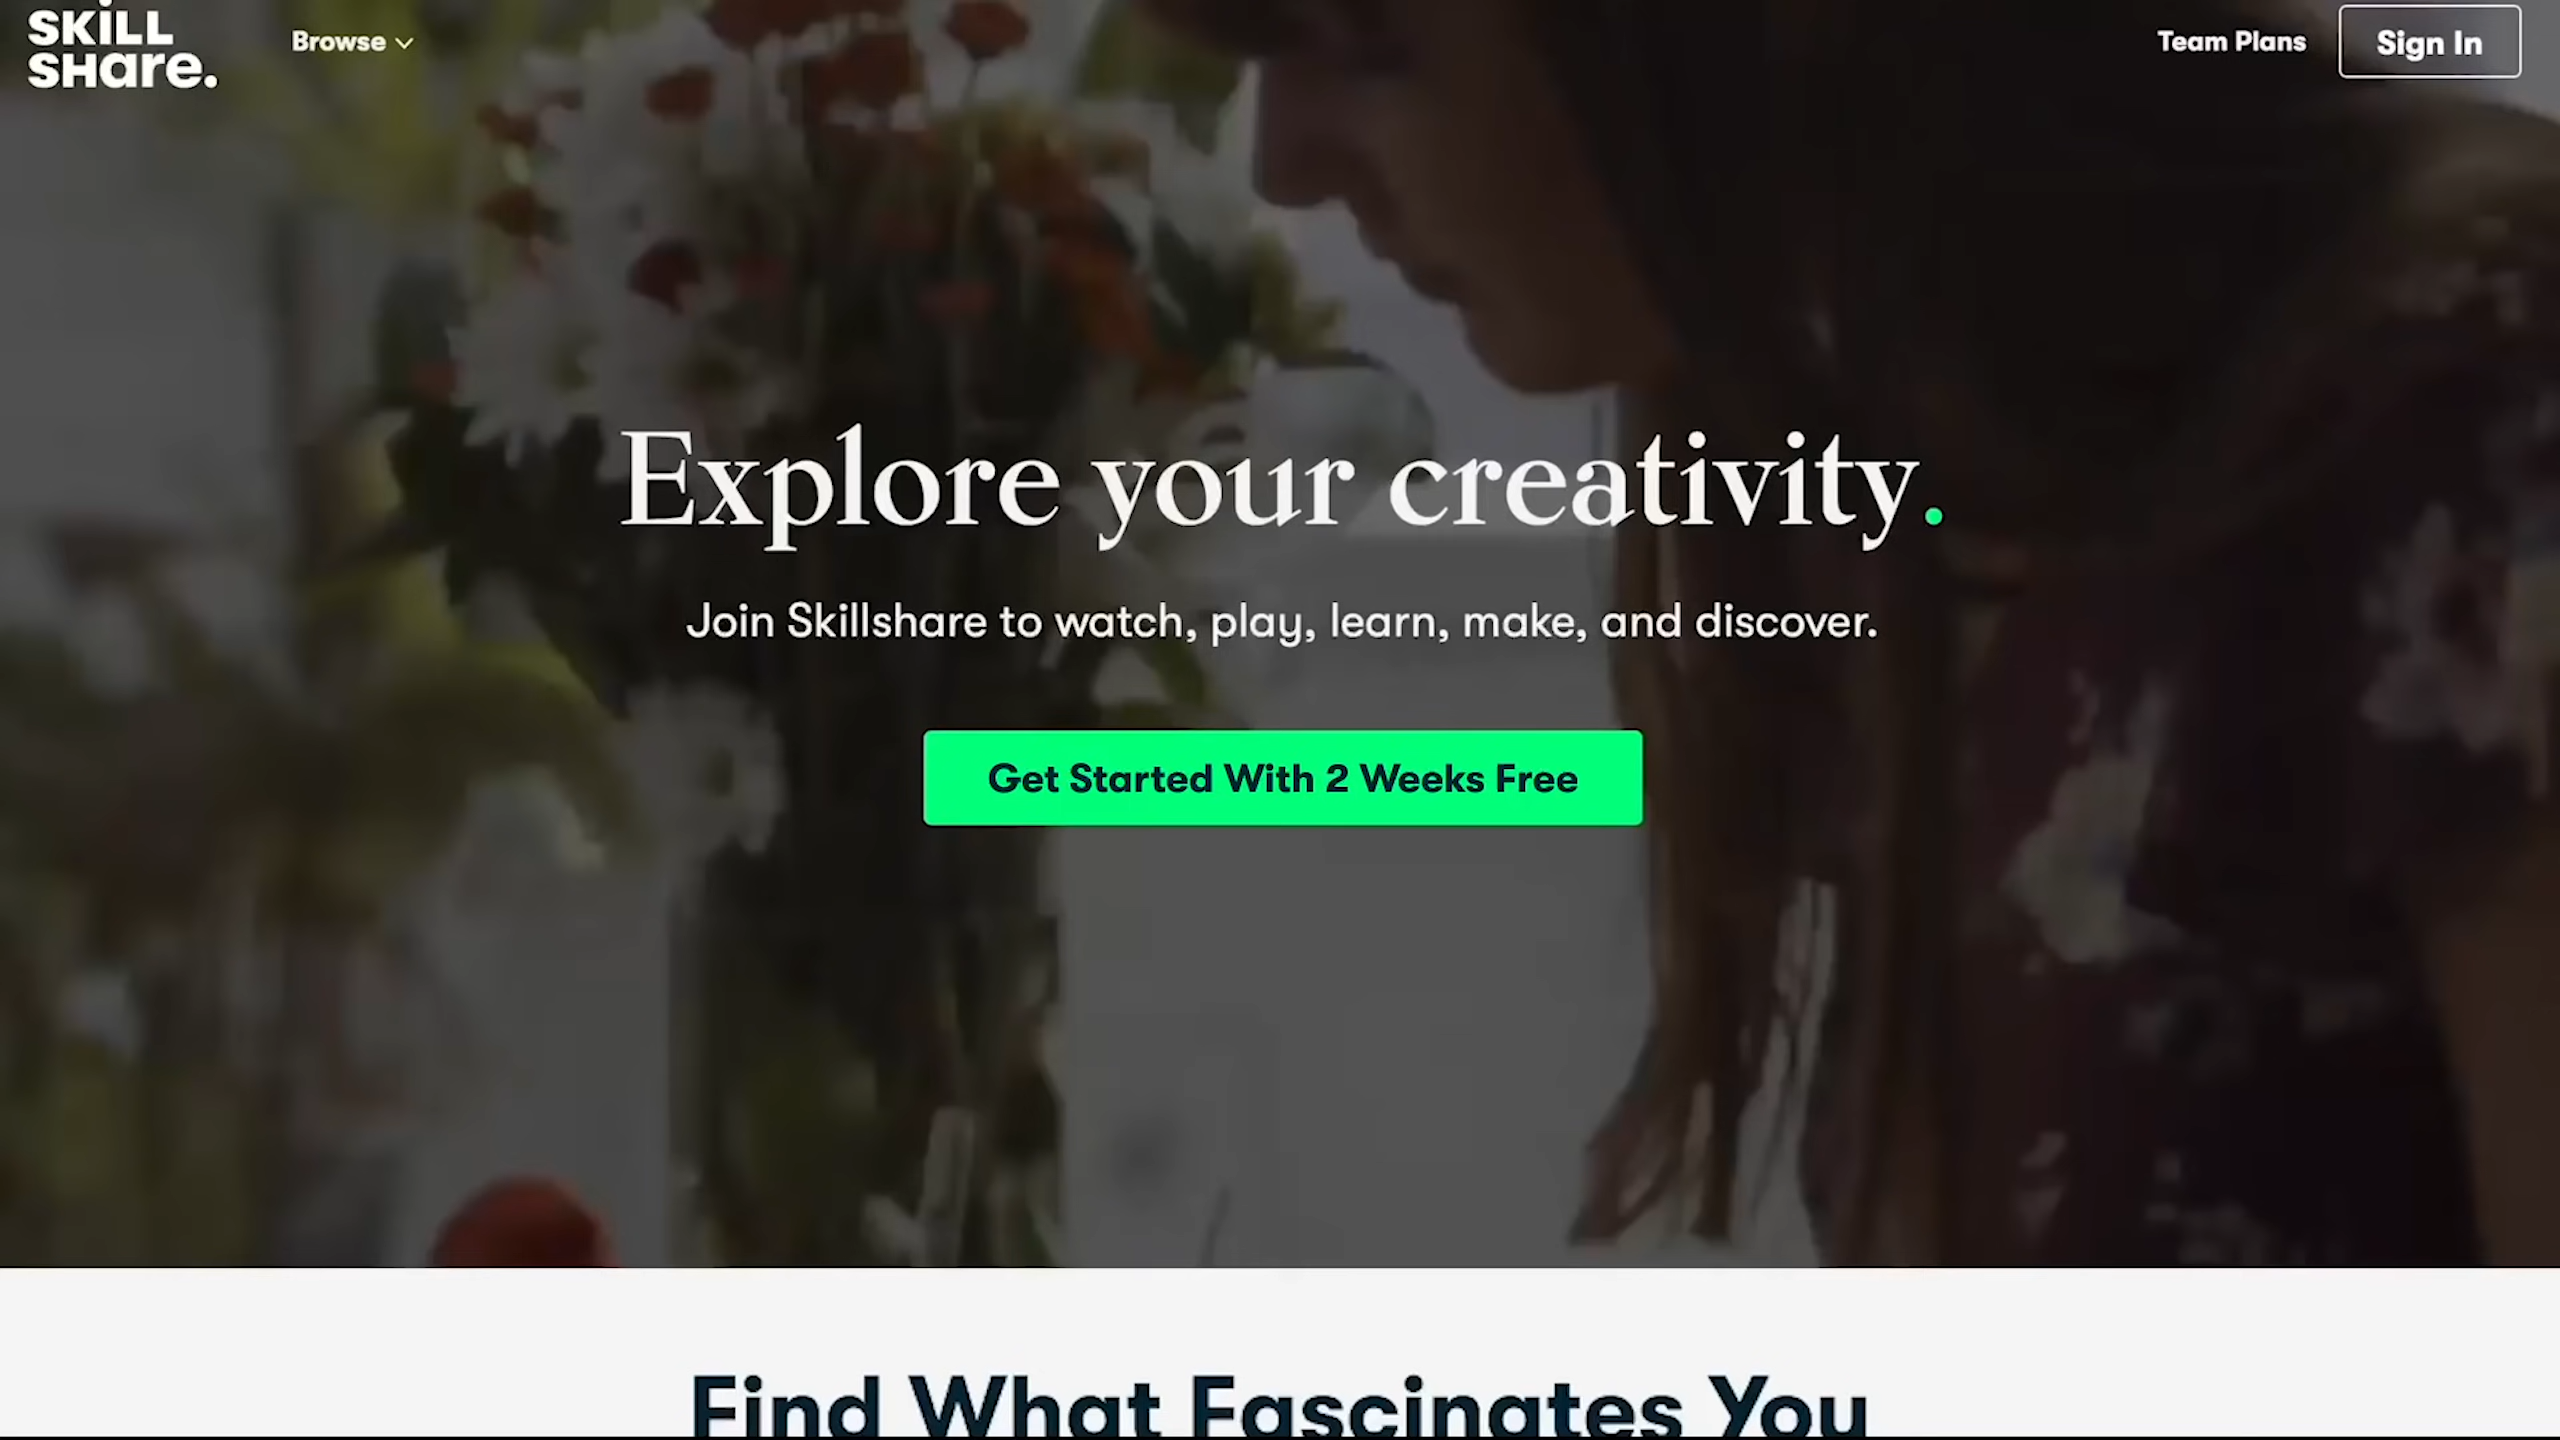 SKiLL
SHare.
Browse
Team Plans
Sign In
Explore your creativity.
Join Skillshare to watch, play, learn, make, and discover.
Get Started With 2 Weeks Free
Find What Fascinates You